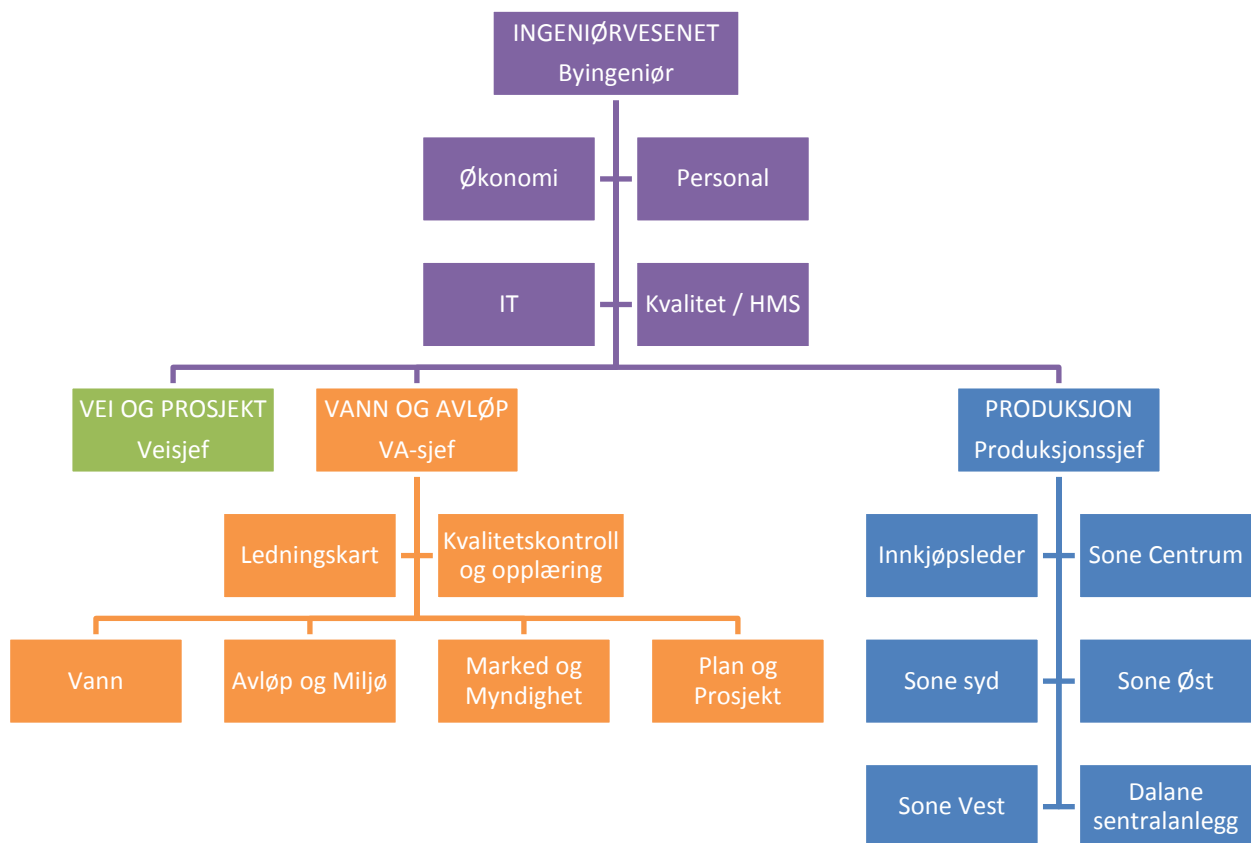 INGENIØRVESENET
Byingeniør
Økonomi
Personal
IT
Kvalitet / HMS
VEI OG PROSJEKT
Veisjef
VANN OG AVLØP
VA-sjef
PRODUKSJON
Produksjonssjef
Ledningskart
Kvalitetskontroll
og opplæring
Innkjøpsleder
Sone Centrum
Vann
Avløp og Miljø
Marked og
Myndighet
Plan og
Prosjekt
Sone syd
Sone Øst
Sone Vest
Dalane
sentralanlegg